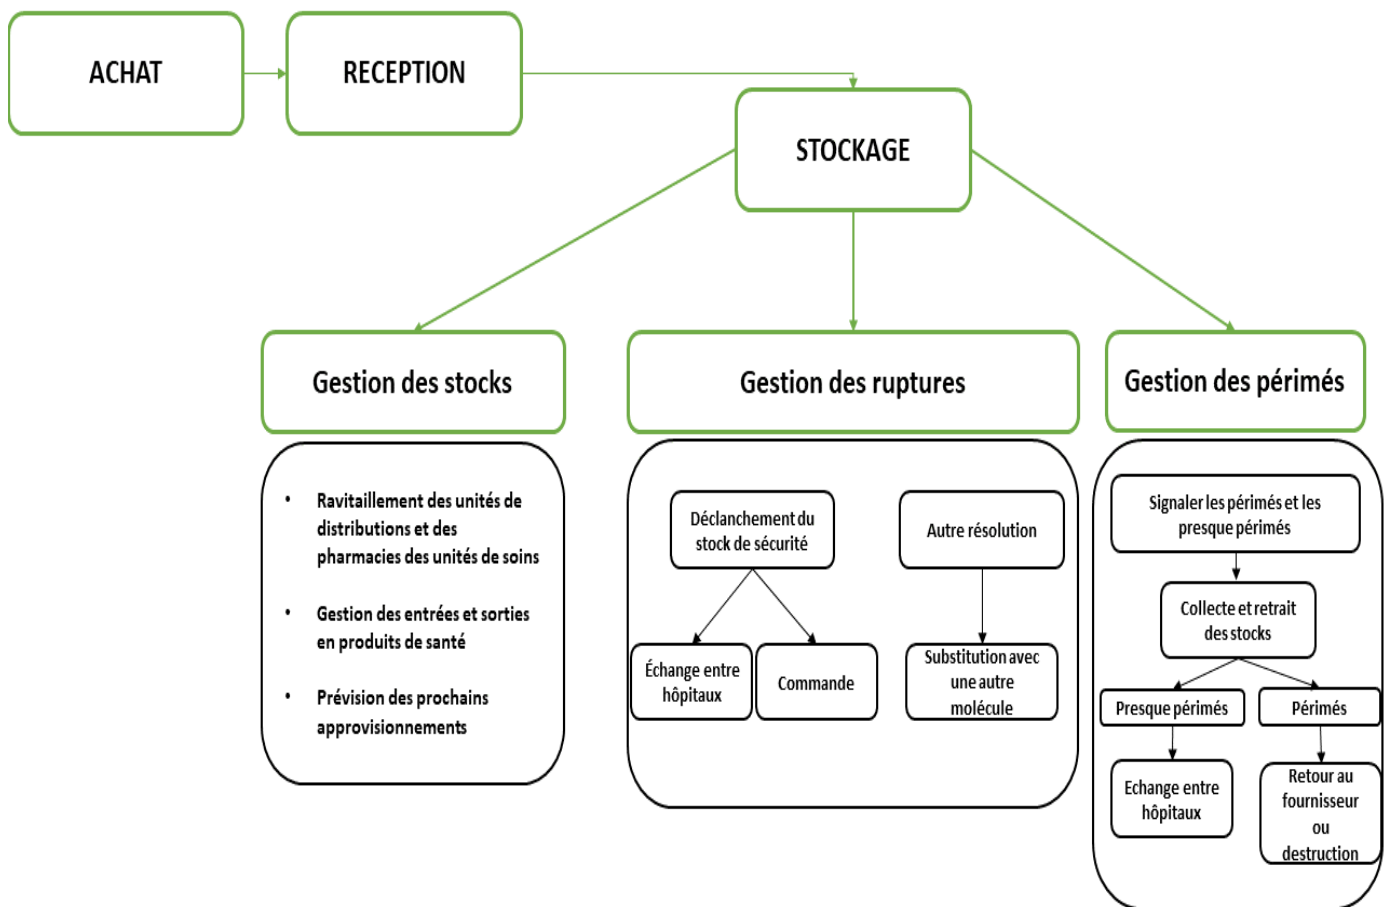 ACHAT
RECEPTION
STOCKAGE
Gestion des stocks
Gestion des ruptures
Gestion des périmés
• Ravitaillement des unités de
distributions et des
pharmacies des unités de soins
• Gestion des entrées et sorties
en produits de santé
• Prévision des prochains
approvisionnements
Déclanchement du
stock de sécurité
Autre résolution
Échange entre
hôpitaux
Commande
Substitution avec
une autre
molécule
Signaler les périmés et les
presque périmés
Collecte et retrait
des stocks
Presque périmés
Périmés
Echange entre
hôpitaux
Retour au
fournisseur
ou
destruction